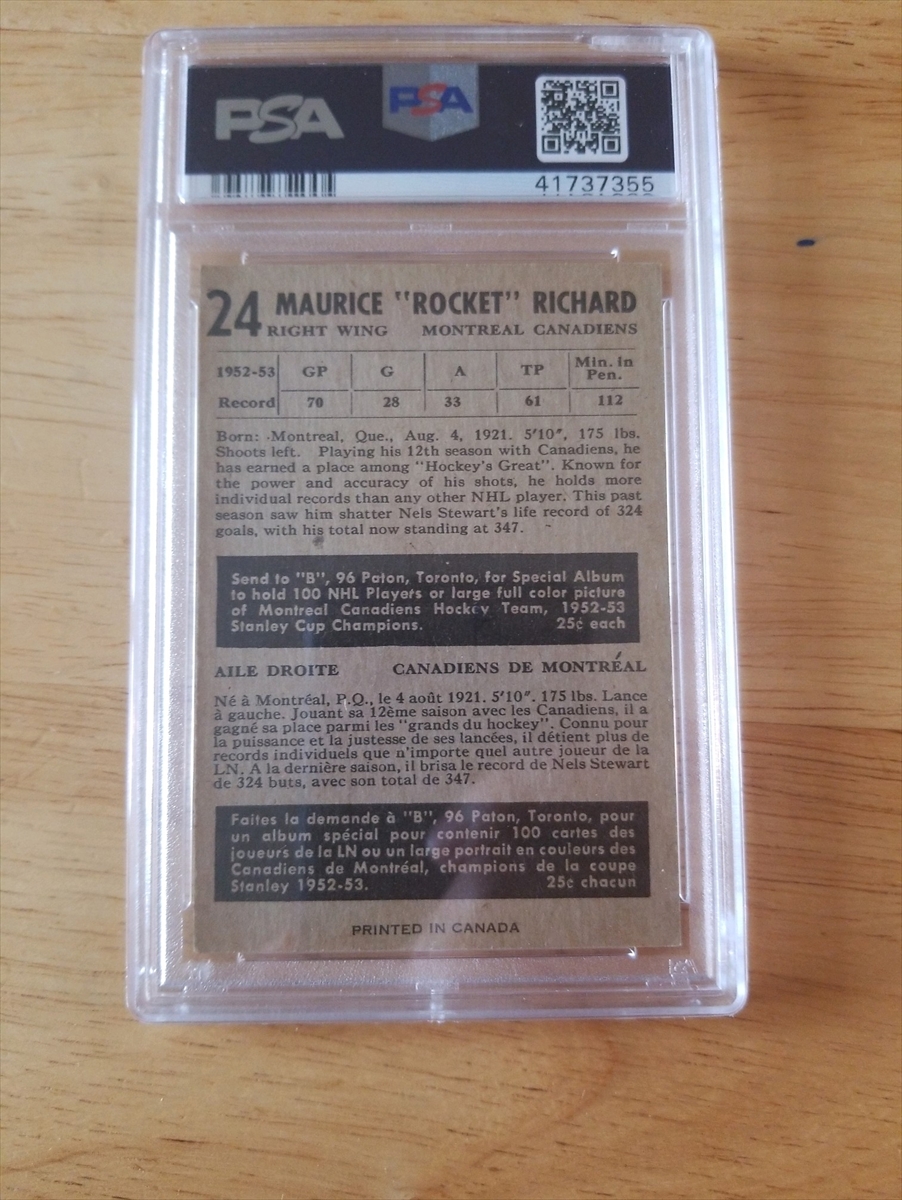 PSA PSA
41737355
24 MAURICE "ROCKET" RICHARD
RIGHT WING MONTREAL CANADIENS
1952-53 GP G A TP Min. in Pen.
Record 70 28 33 61 112
Born: Montreal, Que., Aug. 4, 1921. 5'10", 175 lbs.
Shoots left. Playing his 12th season with Canadiens, he
has earned a place among "Hockey's Great". Known for
the power and accuracy of his shots, he holds more
individual records than any other NHL player. This past
season saw him shatter Nels Stewart's life record of 324
goals, with his total now standing at 347.
Send to "B", 96 Paton, Toronto, for Special Album
to hold 100 NHL Players or large full color picture
of Montreal Canadiens Hockey Team, 1952-53
Stanley Cup Champions. 25¢ each
AILE DROITE CANADIENS DE MONTRÉAL
Né à Montréal, P.Q., le 4 août 1921. 5'10". 175 lbs. Lance
à gauche. Jouant sa 12ème saison avec les Canadiens, il a
gagné sa place parmi les "grands du hockey". Connu pour
la puissance et la justesse de ses lancées, il détient plus de
records individuels que n'importe quel autre joueur de la
LN. A la dernière saison, il brisa le record de Nels Stewart
de 324 buts, avec son total de 347.
Faites la demande à "B", 96 Paton, Toronto, pour
un album spécial pour contenir 100 cartes des
joueurs de la LN ou un large portrait en couleurs des
Canadiens de Montréal, champions de la coupe
Stanley 1952-53. 25¢ chacun
PRINTED IN CANADA